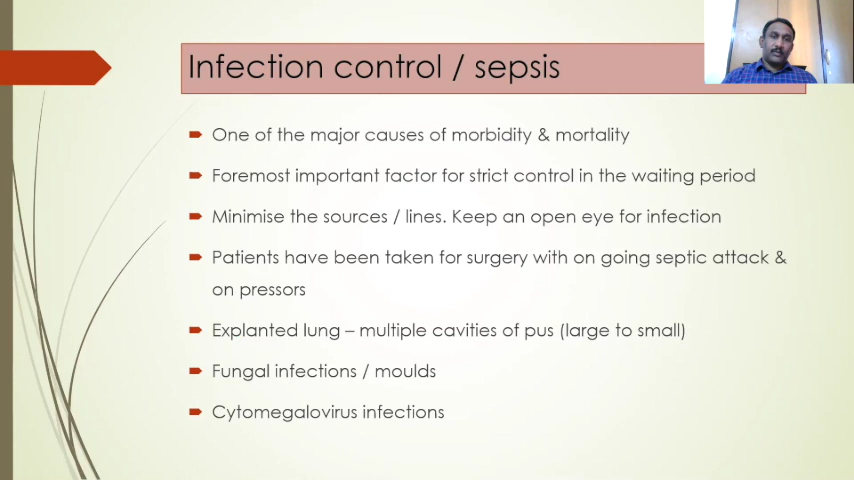 Infection control / sepsis
One of the major causes of morbidity & mortality
Foremost important factor for strict control in the waiting period
Minimise the sources / lines. Keep an open eye for infection
Patients have been taken for surgery with on going septic attack &
on pressors
Explanted lung – multiple cavities of pus (large to small)
Fungal infections / moulds
Cytomegalovirus infections